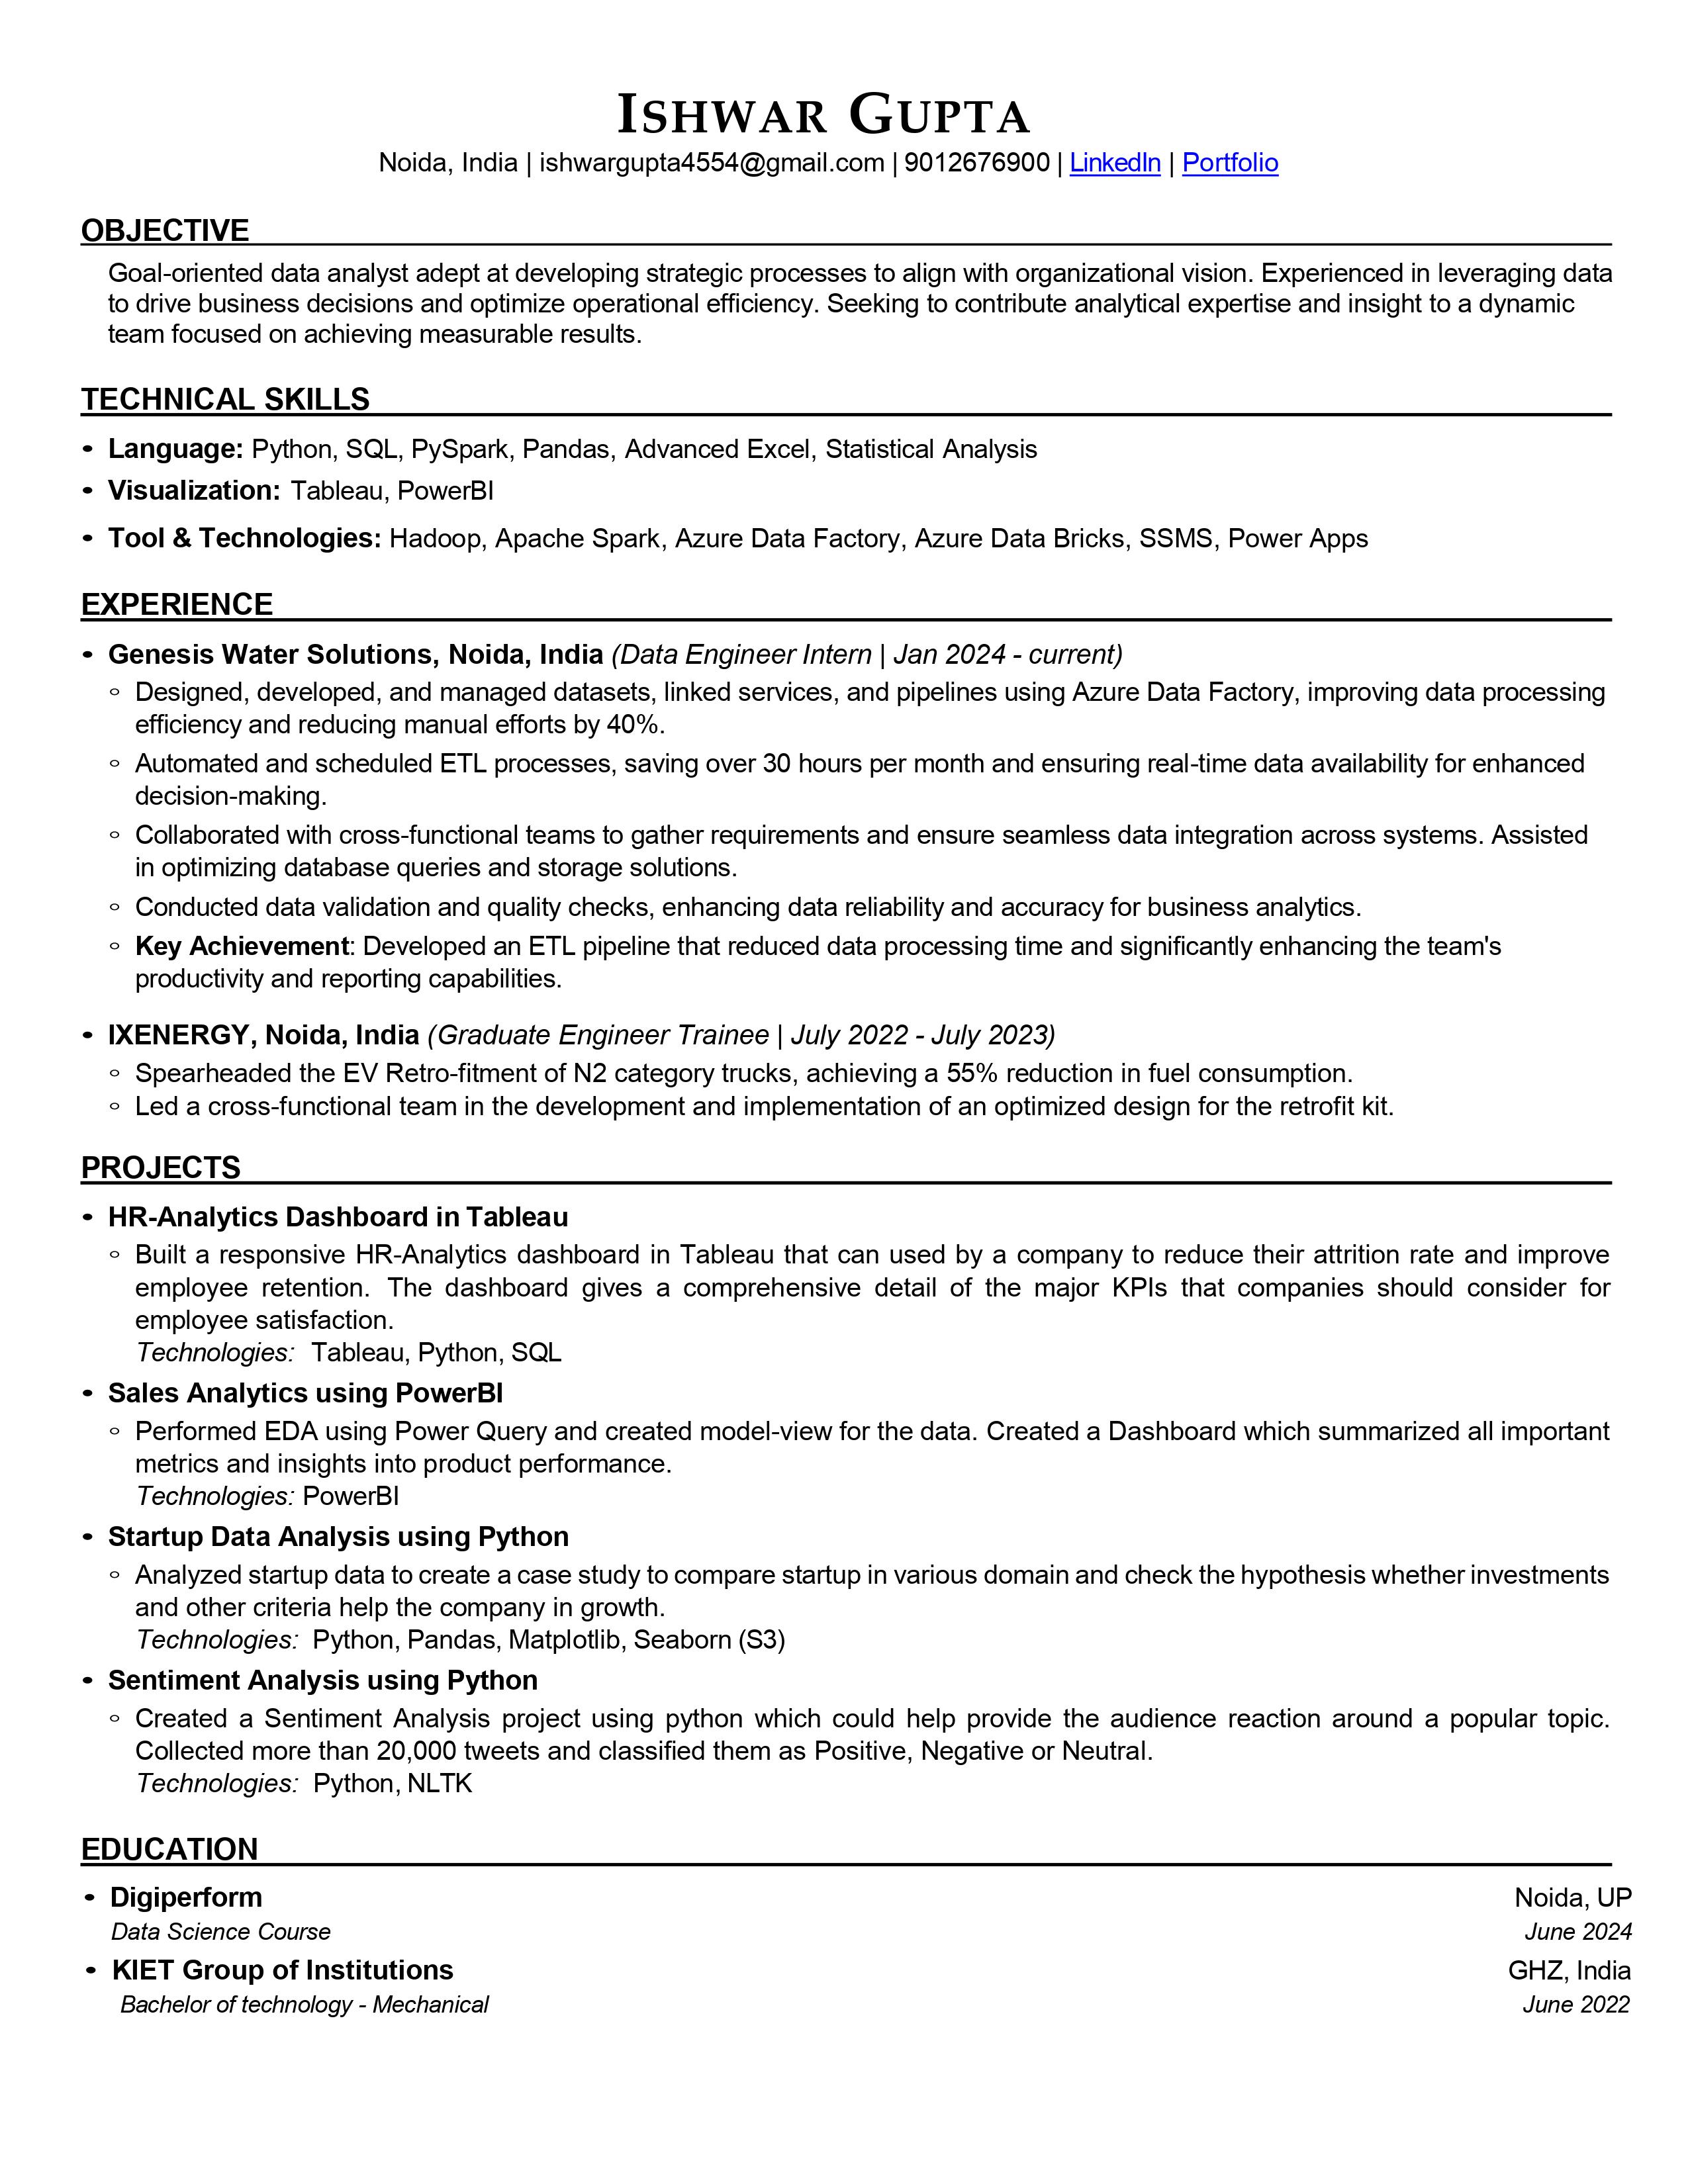 ISHWAR GUPTA
Noida, India | ishwargupta4554@gmail.com | 9012676900 | LinkedIn | Portfolio
OBJECTIVE
Goal-oriented data analyst adept at developing strategic processes to align with organizational vision. Experienced in leveraging data
to drive business decisions and optimize operational efficiency. Seeking to contribute analytical expertise and insight to a dynamic
team focused on achieving measurable results.
TECHNICAL SKILLS
• Language: Python, SQL, PySpark, Pandas, Advanced Excel, Statistical Analysis
• Visualization: Tableau, PowerBI
• Tool & Technologies: Hadoop, Apache Spark, Azure Data Factory, Azure Data Bricks, SSMS, Power Apps
EXPERIENCE
• Genesis Water Solutions, Noida, India (Data Engineer Intern | Jan 2024 - current)
◦ Designed, developed, and managed datasets, linked services, and pipelines using Azure Data Factory, improving data processing
efficiency and reducing manual efforts by 40%.
◦ Automated and scheduled ETL processes, saving over 30 hours per month and ensuring real-time data availability for enhanced
decision-making.
◦ Collaborated with cross-functional teams to gather requirements and ensure seamless data integration across systems. Assisted
in optimizing database queries and storage solutions.
◦ Conducted data validation and quality checks, enhancing data reliability and accuracy for business analytics.
◦ Key Achievement: Developed an ETL pipeline that reduced data processing time and significantly enhancing the team's
productivity and reporting capabilities.
• IXENERGY, Noida, India (Graduate Engineer Trainee | July 2022 - July 2023)
◦ Spearheaded the EV Retro-fitment of N2 category trucks, achieving a 55% reduction in fuel consumption.
◦ Led a cross-functional team in the development and implementation of an optimized design for the retrofit kit.
PROJECTS
• HR-Analytics Dashboard in Tableau
◦ Built a responsive HR-Analytics dashboard in Tableau that can used by a company to reduce their attrition rate and improve
employee retention. The dashboard gives a comprehensive detail of the major KPIs that companies should consider for
employee satisfaction.
Technologies: Tableau, Python, SQL
• Sales Analytics using PowerBI
◦ Performed EDA using Power Query and created model-view for the data. Created a Dashboard which summarized all important
metrics and insights into product performance.
Technologies: PowerBI
• Startup Data Analysis using Python
◦ Analyzed startup data to create a case study to compare startup in various domain and check the hypothesis whether investments
and other criteria help the company in growth.
Technologies: Python, Pandas, Matplotlib, Seaborn (S3)
• Sentiment Analysis using Python
◦ Created a Sentiment Analysis project using python which could help provide the audience reaction around a popular topic.
Collected more than 20,000 tweets and classified them as Positive, Negative or Neutral.
Technologies: Python, NLTK
EDUCATION
• Digiperform Noida, UP
Data Science Course June 2024
• KIET Group of Institutions GHZ, India
Bachelor of technology - Mechanical June 2022